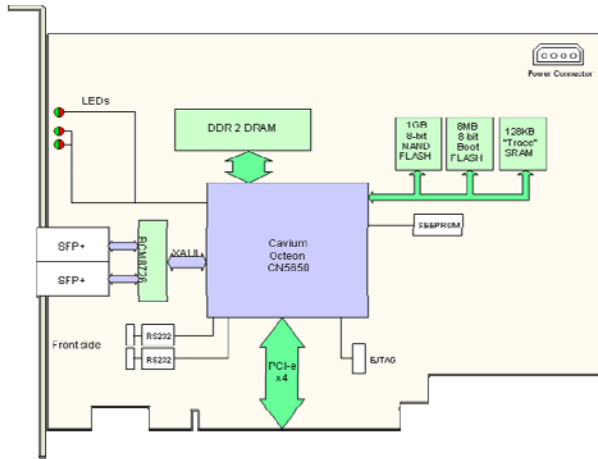 Power Connector
LEDs
DDR 2 DRAM
1GB
8-bit
NAND
FLASH
8MB
8-bit
Boot
FLASH
128KB
"Trace"
SRAM
SEEPROM
Cavium
Octeon
CN5650
SFP+
SFP+
BCM8726
XAUI
Front side
RS232
RS232
EJTAG
PCI-e
x4